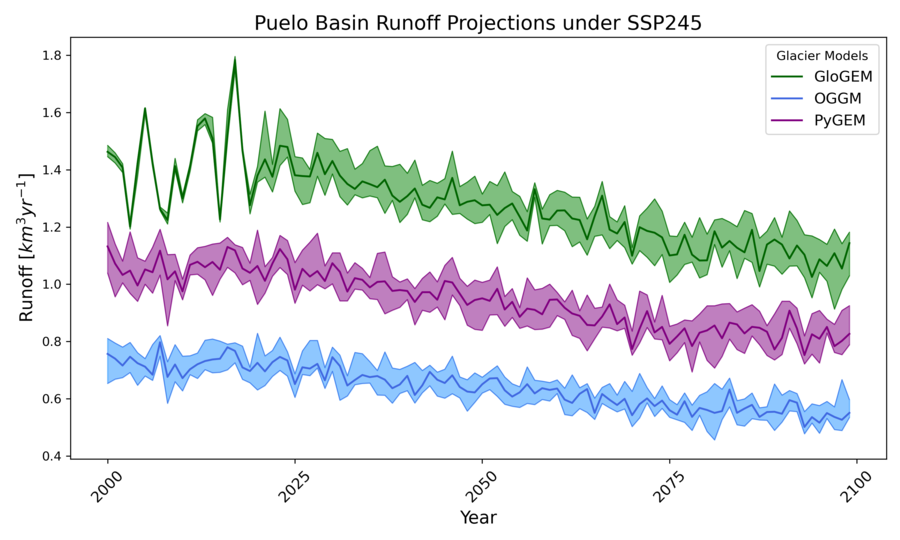 Puelo Basin Runoff Projections under SSP245
Glacier Models
GloGEM
OGGM
PyGEM
Runoff [km³yr⁻¹]
1.8
1.6
1.4
1.2
1.0
0.8
0.6
0.4
2000
2025
2050
2075
2100
Year